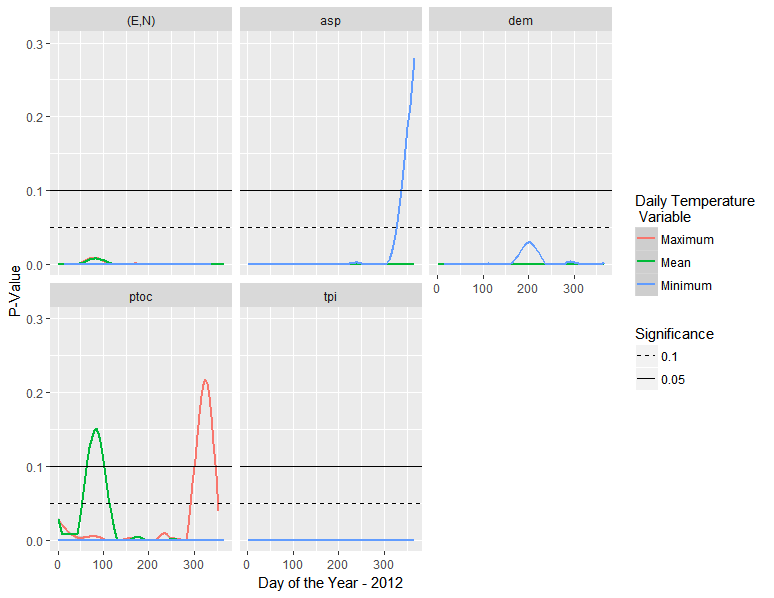 (E,N) asp dem
0.3
0.2
0.1
0.0
0 100 200 300
P-Value
ptoc tpi
0.3
0.2
0.1
0.0
0 100 200 300 0 100 200 300
Day of the Year - 2012
Daily Temperature
Variable
Maximum
Mean
Minimum
Significance
0.1
0.05